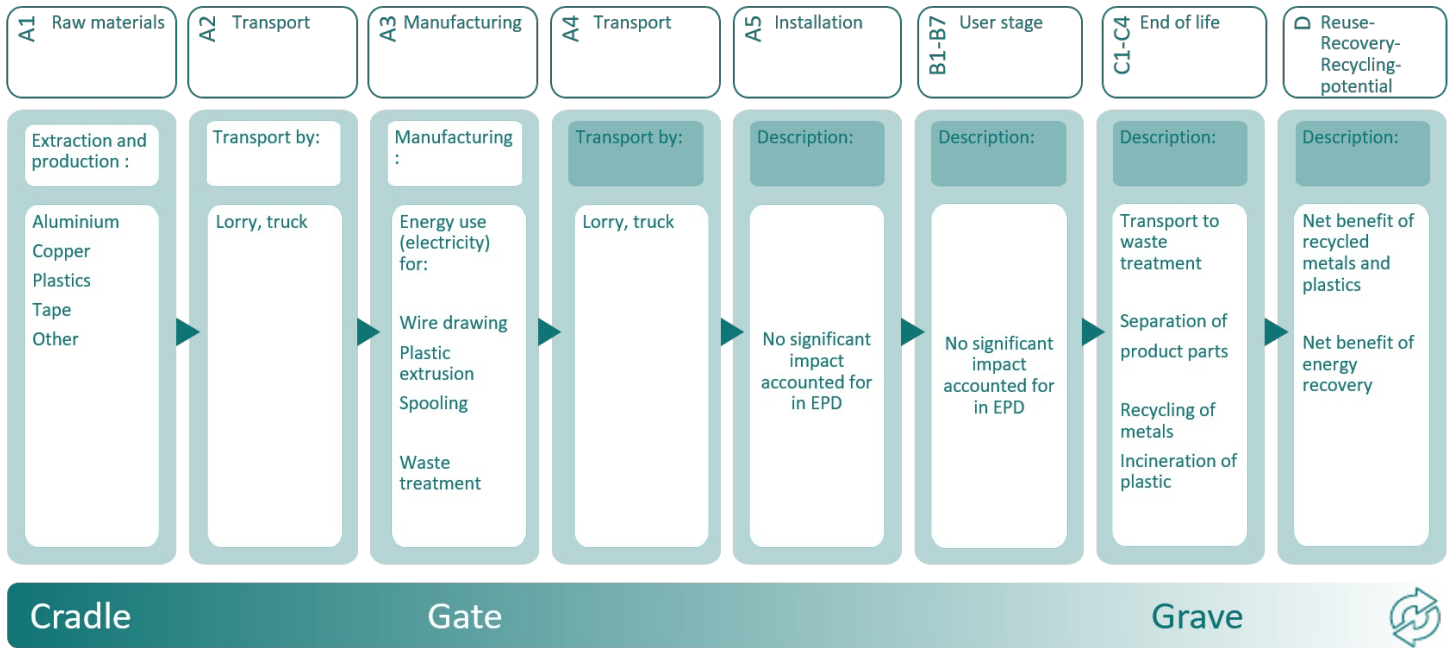 A1
Raw materials
A2
Transport
A3
Manufacturing
A4
Transport
A5
Installation
B1-B7
User stage
C1-C4
End of life
D
Reuse-
Recovery-
Recycling-
potential
Extraction and
production :
Aluminium
Copper
Plastics
Tape
Other
Transport by:
Lorry, truck
Manufacturing
:
Energy use
(electricity)
for:
Wire drawing
Plastic
extrusion
Spooling
Waste
treatment
Transport by:
Lorry, truck
Description:
No significant
impact
accounted for
in EPD
Description:
No significant
impact
accounted for
in EPD
Description:
Transport to
waste
treatment
Separation of
product parts
Recycling of
metals
Incineration of
plastic
Description:
Net benefit of
recycled
metals and
plastics
Net benefit of
energy
recovery
Cradle
Gate
Grave